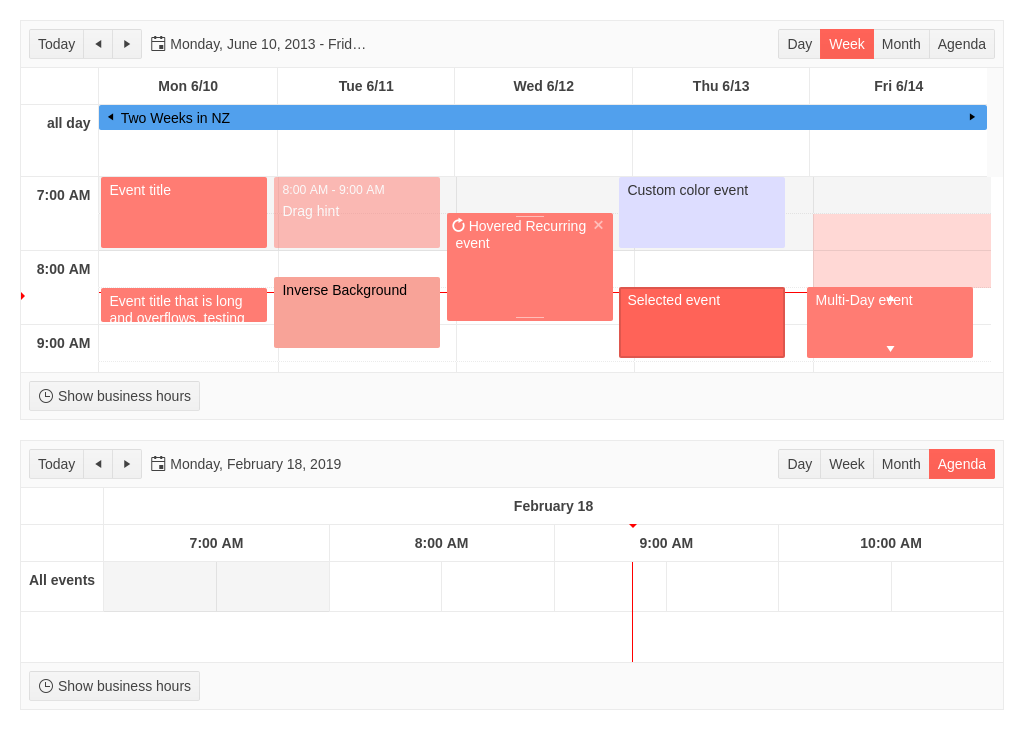 Today
Monday, June 10, 2013 - Frid…
Day Week Month Agenda
Mon 6/10 Tue 6/11 Wed 6/12 Thu 6/13 Fri 6/14
all day
Two Weeks in NZ
7:00 AM
Event title
8:00 AM - 9:00 AM
Drag hint
Hovered Recurring
event
Custom color event
8:00 AM
Event title that is long
and overflows, testing
Inverse Background
Selected event
Multi-Day event
9:00 AM
Show business hours
Today
Monday, February 18, 2019
Day Week Month Agenda
February 18
7:00 AM 8:00 AM 9:00 AM 10:00 AM
All events
Show business hours